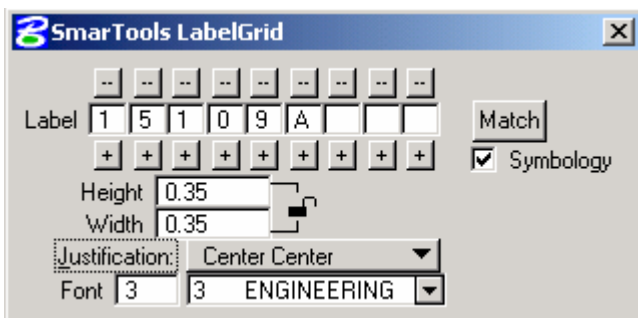 SmarTools LabelGrid
-- -- -- -- -- -- -- -- --
Label 1 5 1 0 9 A Match
+ + + + + + + + +
Symbology
Height 0.35
Width 0.35
Justification: Center Center
Font 3 3 ENGINEERING